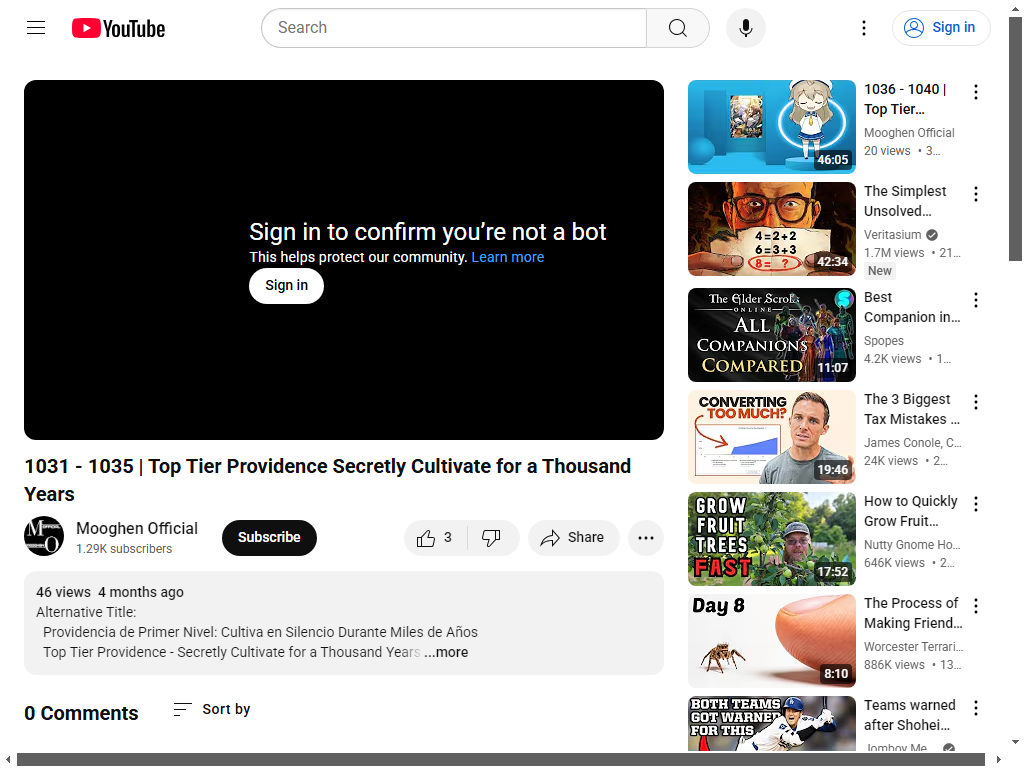 YouTube
Search
Sign in
Sign in to confirm you’re not a bot
This helps protect our community. Learn more
Sign in
1031 - 1035 | Top Tier Providence Secretly Cultivate for a Thousand
Years
Mooghen Official
1.29K subscribers
Subscribe
3
Share
46 views 4 months ago
Alternative Title:
Providencia de Primer Nivel: Cultiva en Silencio Durante Miles de Años
Top Tier Providence - Secretly Cultivate for a Thousand Years ...more
0 Comments
Sort by
46:05
1036 - 1040 |
Top Tier…
Mooghen Official
20 views • 3…
4=2+2
6=3+3
8= ?
42:34
The Simplest
Unsolved…
Veritasium
1.7M views • 21…
New
The Elder Scrolls
ONLINE
ALL
COMPANIONS
COMPARED
S
11:07
Best
Companion in…
Spopes
4.2K views • 1…
CONVERTING
TOO MUCH?
19:46
The 3 Biggest
Tax Mistakes …
James Conole, C…
24K views • 2…
GROW
FRUIT
TREES
FAST
17:52
How to Quickly
Grow Fruit…
Nutty Gnome Ho…
646K views • 2…
Day 8
8:10
The Process of
Making Friend…
Worcester Terrari…
886K views • 13…
BOTH TEAMS
GOT WARNED
FOR THIS
Teams warned
after Shohei…
Jomboy Me…